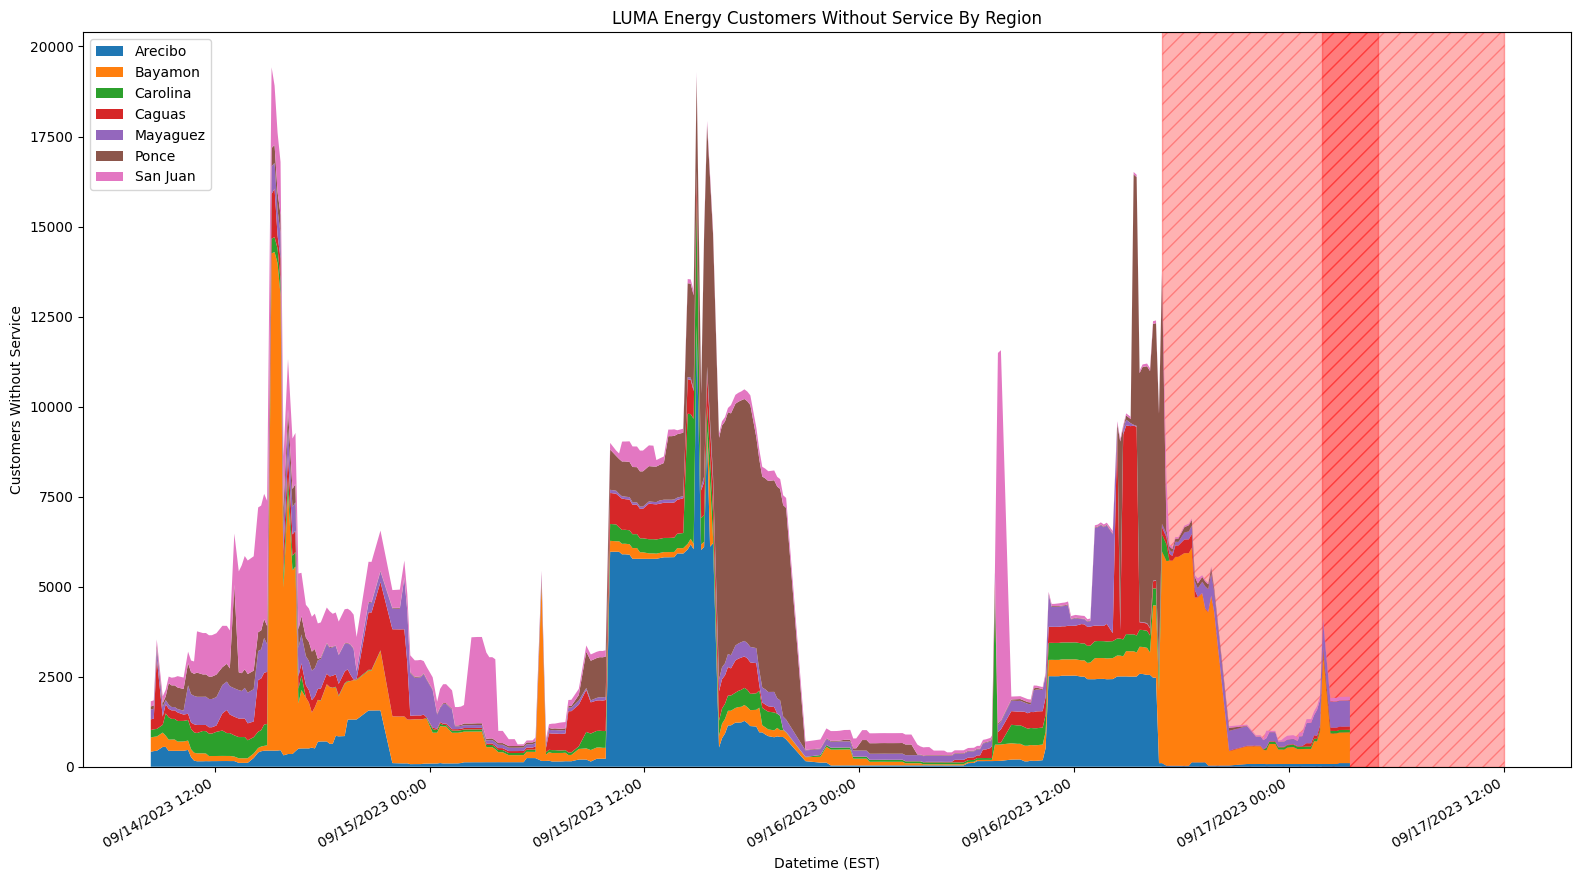 LUMA Energy Customers Without Service By Region
20000
17500
15000
12500
10000
7500
5000
2500
0
Customers Without Service
Arecibo
Bayamon
Carolina
Caguas
Mayaguez
Ponce
San Juan
09/14/2023 12:00
09/15/2023 00:00
09/15/2023 12:00
09/16/2023 00:00
09/16/2023 12:00
09/17/2023 00:00
09/17/2023 12:00
Datetime (EST)